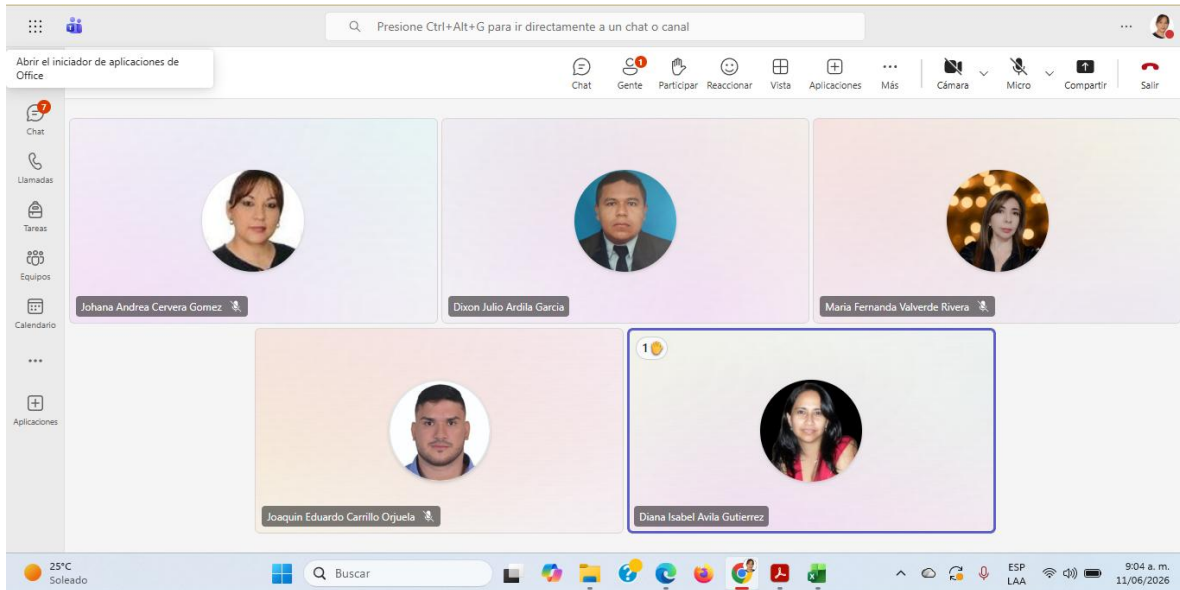 Presione Ctrl+Alt+G para ir directamente a un chat o canal
Abrir el iniciador de aplicaciones de
Office
Chat
1
Gente
Participar
Reaccionar
Vista
Aplicaciones
Más
Cámara
Micro
Compartir
Salir
7
Chat
Llamadas
Tareas
Equipos
Calendario
Aplicaciones
Johana Andrea Cervera Gomez
Dixon Julio Ardila Garcia
Maria Fernanda Valverde Rivera
Joaquin Eduardo Carrillo Orjuela
1
Diana Isabel Avila Gutierrez
25°C
Soleado
Buscar
ESP
LAA
9:04 a. m.
11/06/2026